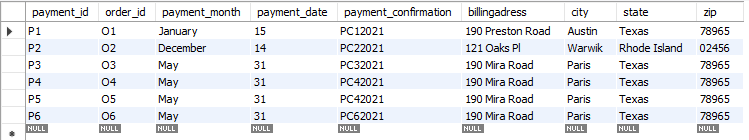 payment_id order_id payment_month payment_date payment_confirmation billingadress city state zip
P1 O1 January 15 PC12021 190 Preston Road Austin Texas 78965
P2 O2 December 14 PC22021 121 Oaks Pl Warwik Rhode Island 02456
P3 O3 May 31 PC32021 190 Mira Road Paris Texas 78965
P4 O4 May 31 PC42021 190 Mira Road Paris Texas 78965
P5 O5 May 31 PC42021 190 Mira Road Paris Texas 78965
P6 O6 May 31 PC62021 190 Mira Road Paris Texas 78965
NULL NULL NULL NULL NULL NULL NULL NULL NULL